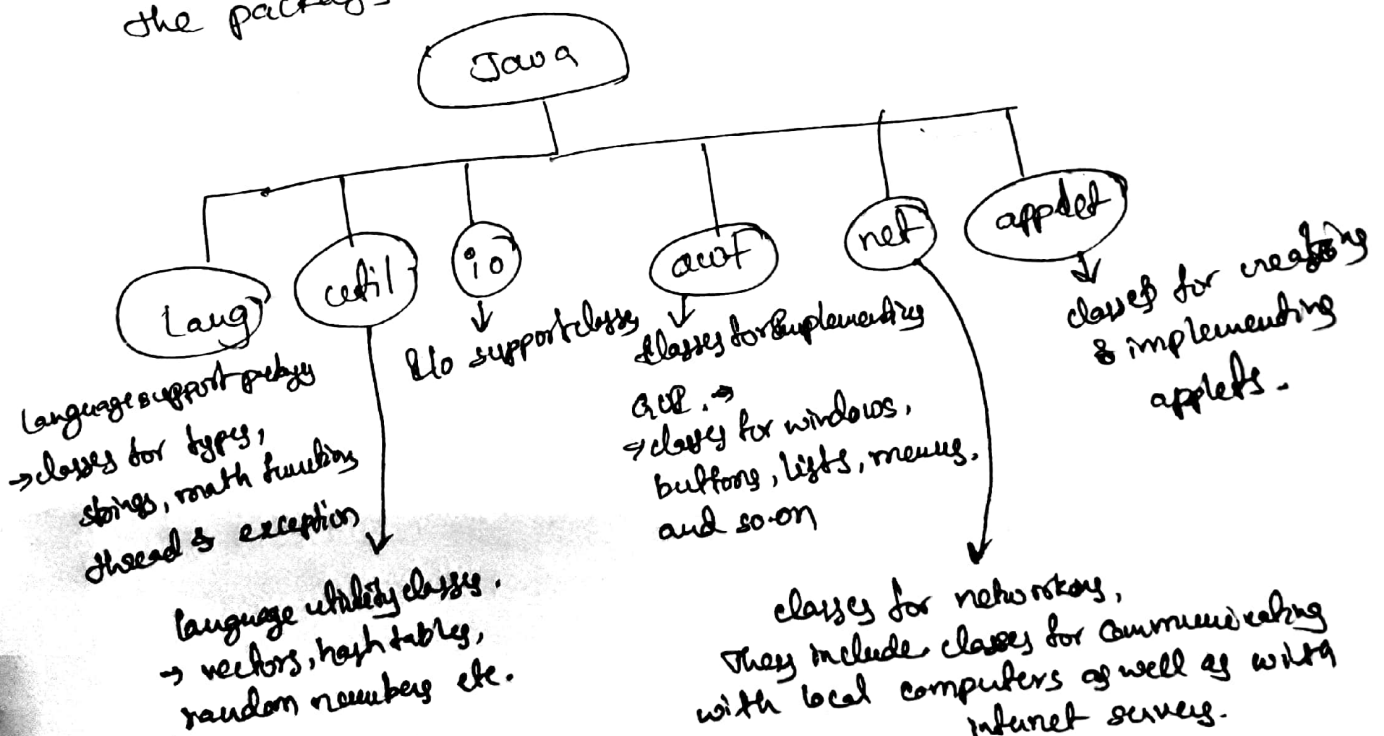 the package
Java
Lang
util
io
awt
net
applet
Language support package
→ classes for types,
strings, math functions
thread & exception
language utility classes.
→ vectors, hash tables,
random numbers etc.
I/o support classes
classes for implementing
GUI. →
→ classes for windows,
buttons, lists, menus.
and so-on
classes for networking,
They include classes for communicating
with local computers as well as with
internet servers.
classes for creating
& implementing
applets.